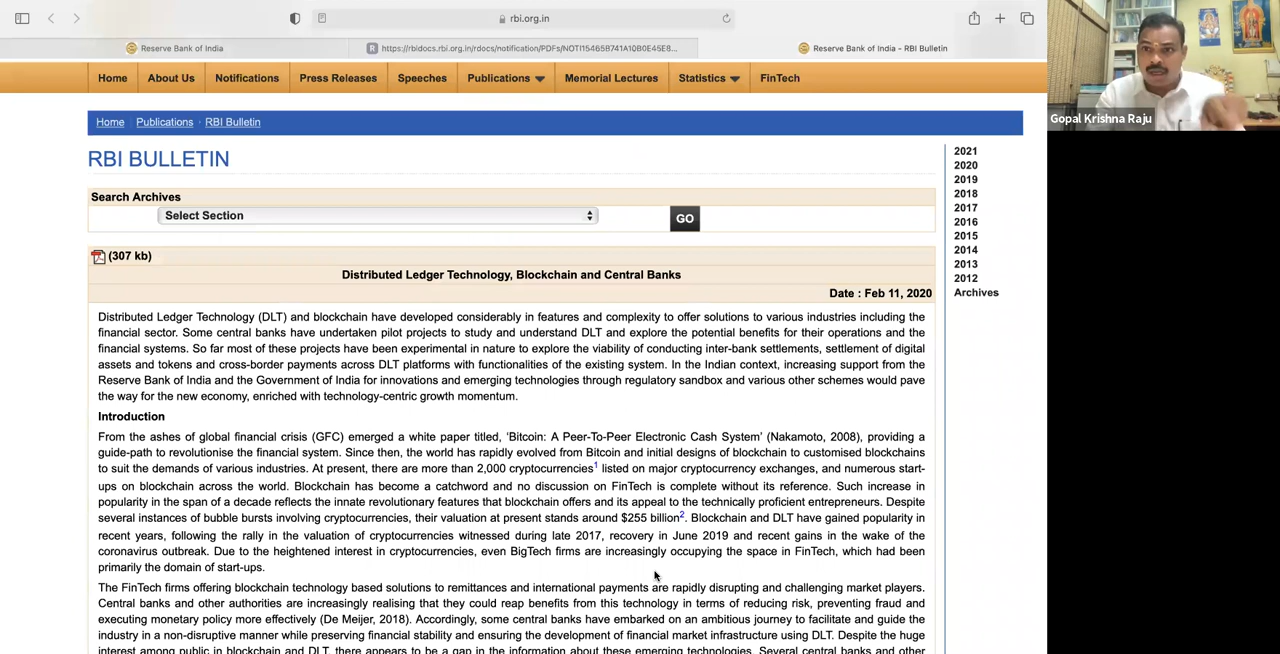 rbi.org.in
Reserve Bank of India
https://rbidocs.rbi.org.in/rdocs/notification/PDFs/NOTI154658741A10B0E45E8...
Reserve Bank of India - RBI Bulletin
Home About Us Notifications Press Releases Speeches Publications Memorial Lectures Statistics FinTech
Gopal Krishna Raju
Home Publications RBI Bulletin
RBI BULLETIN
Search Archives
Select Section
GO
(307 kb)
Distributed Ledger Technology, Blockchain and Central Banks
Date : Feb 11, 2020
Distributed Ledger Technology (DLT) and blockchain have developed considerably in features and complexity to offer solutions to various industries including the
financial sector. Some central banks have undertaken pilot projects to study and understand DLT and explore the potential benefits for their operations and the
financial systems. So far most of these projects have been experimental in nature to explore the viability of conducting inter-bank settlements, settlement of digital
assets and tokens and cross-border payments across DLT platforms with functionalities of the existing system. In the Indian context, increasing support from the
Reserve Bank of India and the Government of India for innovations and emerging technologies through regulatory sandbox and various other schemes would pave
the way for the new economy, enriched with technology-centric growth momentum.
Introduction
From the ashes of global financial crisis (GFC) emerged a white paper titled, ‘Bitcoin: A Peer-To-Peer Electronic Cash System’ (Nakamoto, 2008), providing a
guide-path to revolutionise the financial system. Since then, the world has rapidly evolved from Bitcoin and initial designs of blockchain to customised blockchains
to suit the demands of various industries. At present, there are more than 2,000 cryptocurrencies1 listed on major cryptocurrency exchanges, and numerous start-
ups on blockchain across the world. Blockchain has become a catchword and no discussion on FinTech is complete without its reference. Such increase in
popularity in the span of a decade reflects the innate revolutionary features that blockchain offers and its appeal to the technically proficient entrepreneurs. Despite
several instances of bubble bursts involving cryptocurrencies, their valuation at present stands around $255 billion2. Blockchain and DLT have gained popularity in
recent years, following the rally in the valuation of cryptocurrencies witnessed during late 2017, recovery in June 2019 and recent gains in the wake of the
coronavirus outbreak. Due to the heightened interest in cryptocurrencies, even BigTech firms are increasingly occupying the space in FinTech, which had been
primarily the domain of start-ups.
The FinTech firms offering blockchain technology based solutions to remittances and international payments are rapidly disrupting and challenging market players.
Central banks and other authorities are increasingly realising that they could reap benefits from this technology in terms of reducing risk, preventing fraud and
executing monetary policy more effectively (De Meijer, 2018). Accordingly, some central banks have embarked on an ambitious journey to facilitate and guide the
industry in a non-disruptive manner while preserving financial stability and ensuring the development of financial market infrastructure using DLT. Despite the huge
interest among public in blockchain and DLT, there appears to be a gap in the information about these emerging technologies. Several central banks and other
2021
2020
2019
2018
2017
2016
2015
2014
2013
2012
Archives